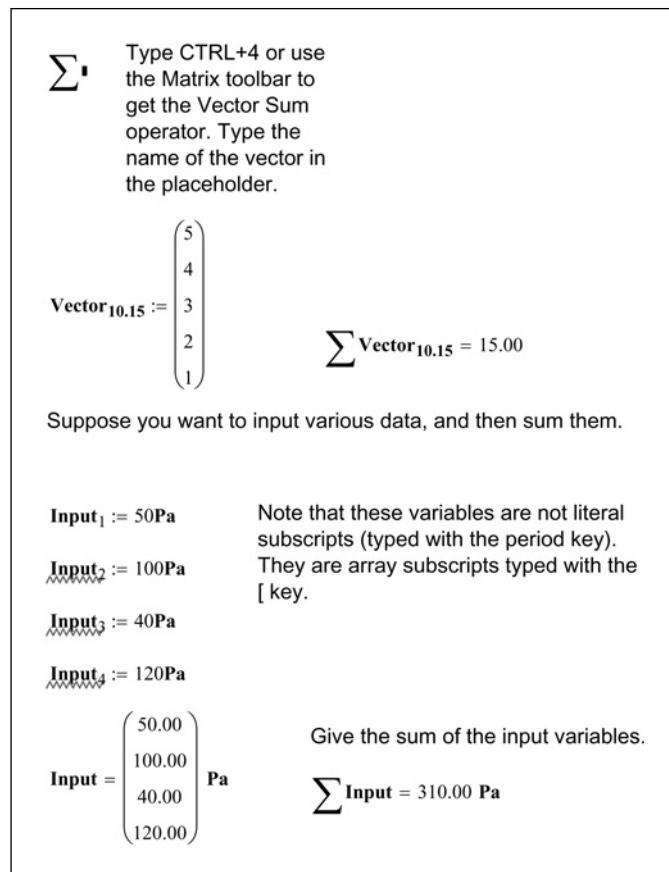 ∑▮
Type CTRL+4 or use
the Matrix toolbar to
get the Vector Sum
operator. Type the
name of the vector in
the placeholder.
Vector10.15 :=
5
4
3
2
1
∑ Vector10.15 = 15.00
Suppose you want to input various data, and then sum them.
Input1 := 50Pa
Input2 := 100Pa
Input3 := 40Pa
Input4 := 120Pa
Note that these variables are not literal
subscripts (typed with the period key).
They are array subscripts typed with the
[ key.
Input =
50.00
100.00
40.00
120.00
Pa
Give the sum of the input variables.
∑ Input = 310.00 Pa